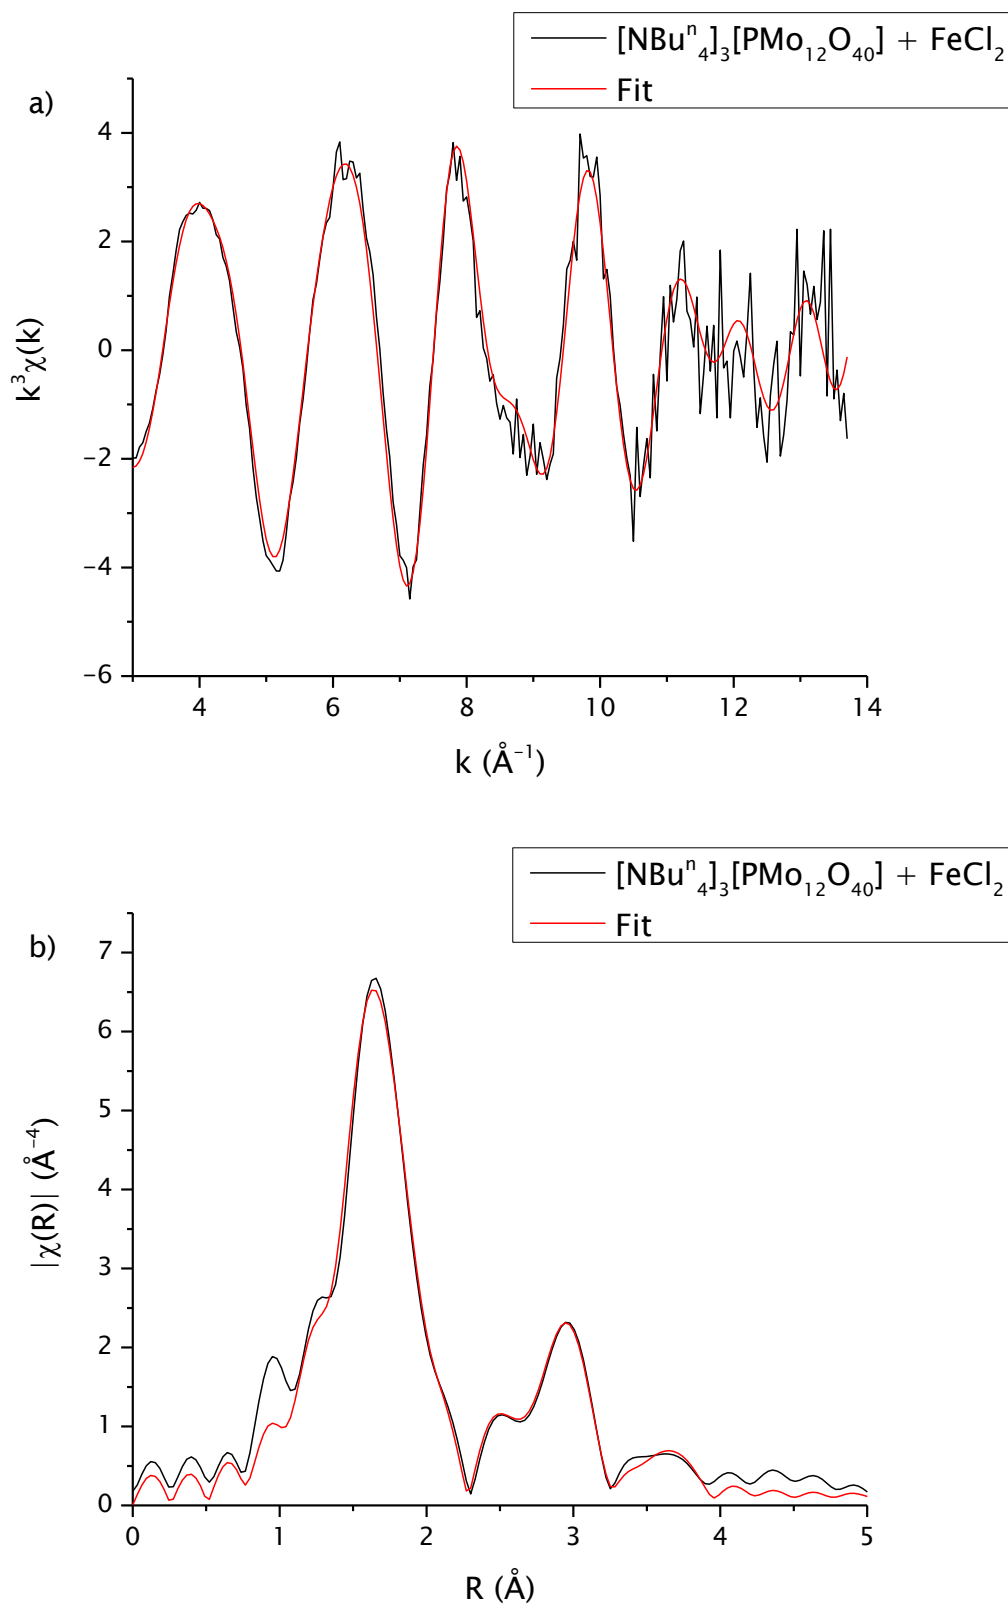 [NBuⁿ₄]₃[PMo₁₂O₄₀] + FeCl₂
Fit
a)
4
2
0
−2
−4
−6
k³χ(k)
4 6 8 10 12 14
k (Å⁻¹)
[NBuⁿ₄]₃[PMo₁₂O₄₀] + FeCl₂
Fit
b)
7
6
5
4
3
2
1
0
|χ(R)| (Å⁻⁴)
0 1 2 3 4 5
R (Å)